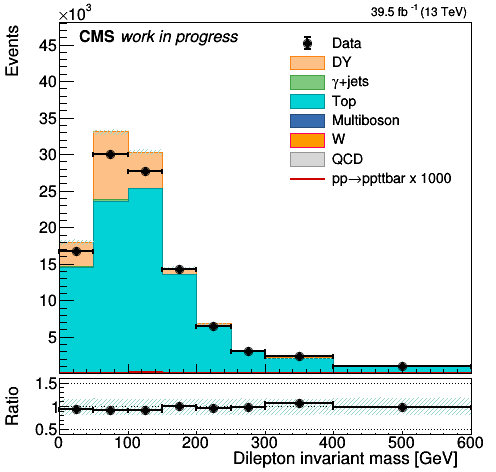 ×10³
39.5 fb⁻¹ (13 TeV)
Events
CMS work in progress
Data
DY
γ+jets
Top
Multiboson
W
QCD
pp→ppttbar x 1000
45
40
35
30
25
20
15
10
5
Ratio
1.5
1
0.5
0 100 200 300 400 500 600
Dilepton invariant mass [GeV]